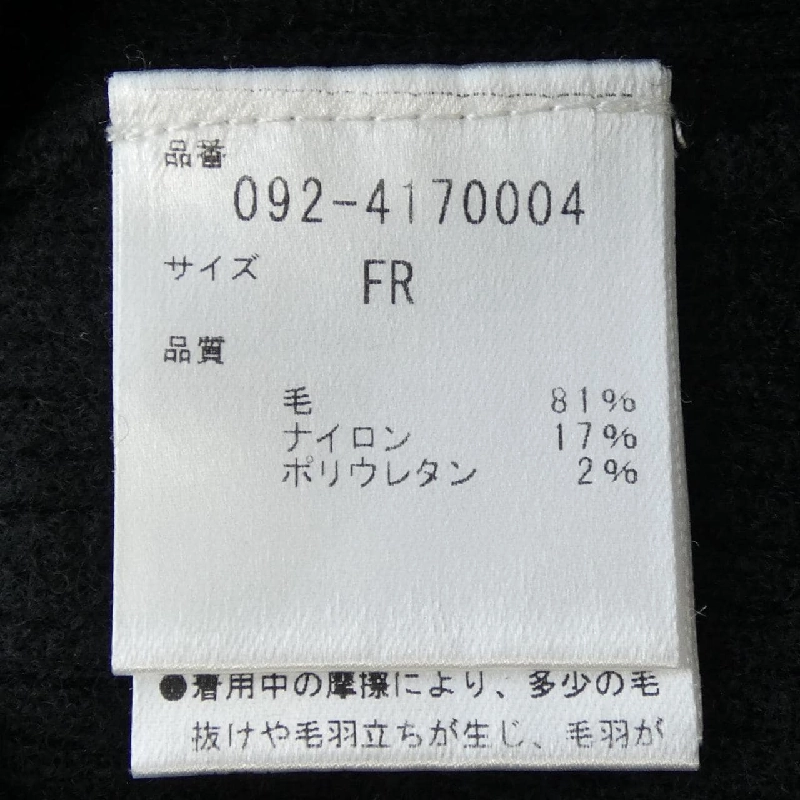 品番
092-4170004
サイズ
FR
品質
毛 81%
ナイロン 17%
ポリウレタン 2%
●着用中の摩擦により、多少の毛
抜けや毛羽立ちが生じ、毛羽が